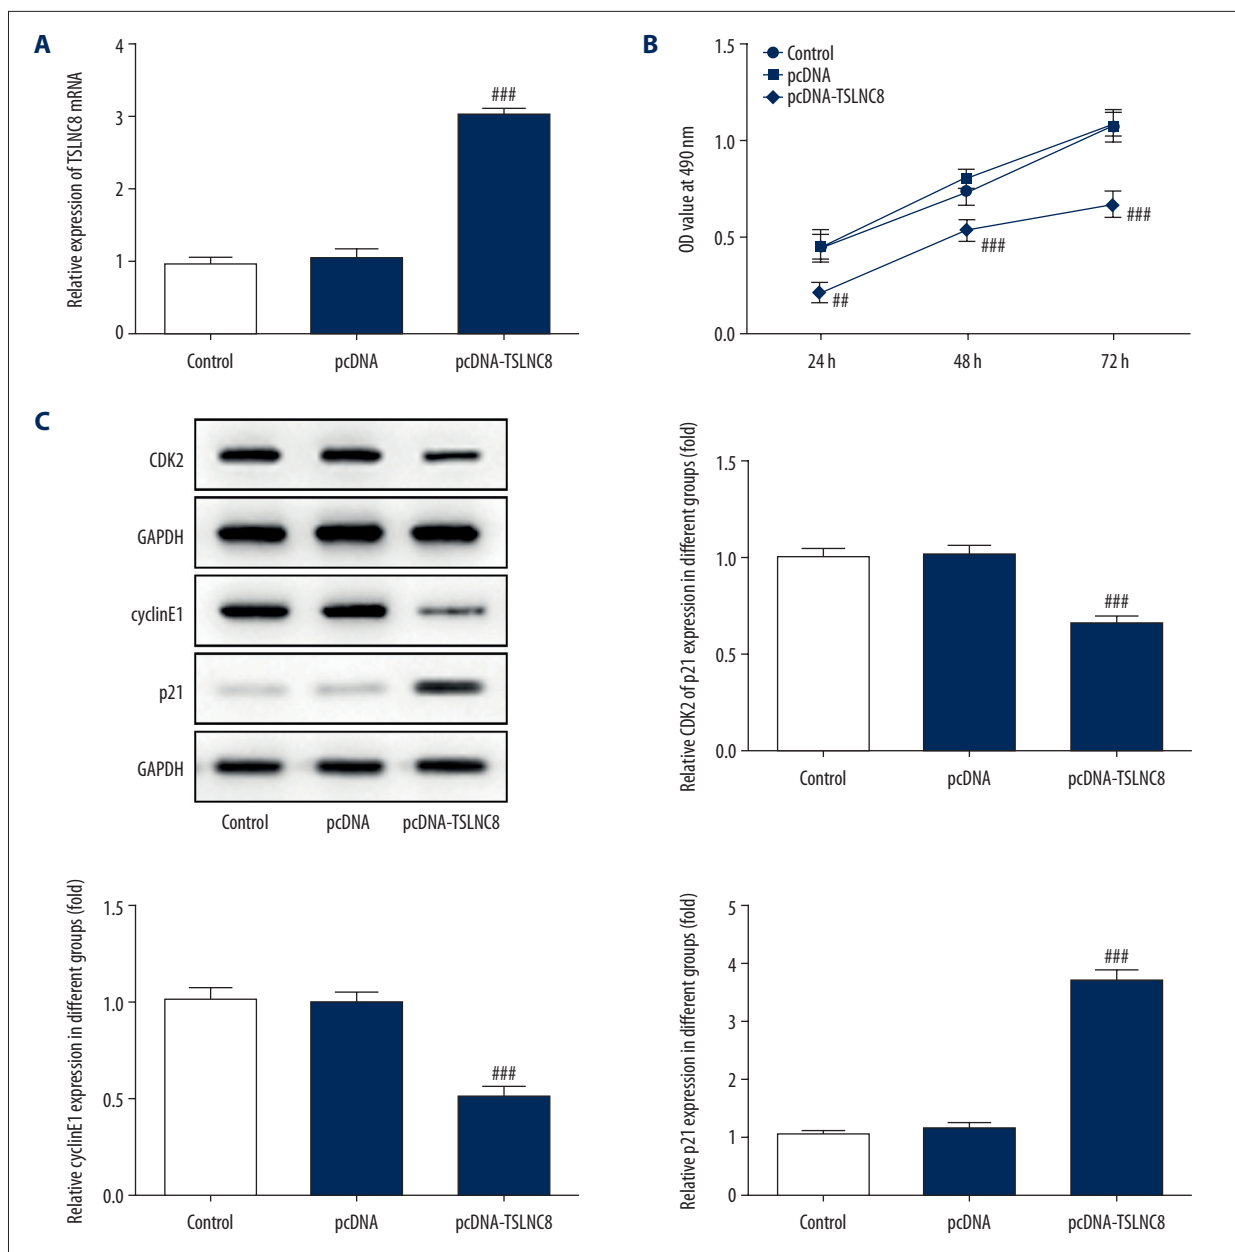 A
Relative expression of TSLNC8 mRNA
4
3
2
1
0
###
Control
pcDNA
pcDNA-TSLNC8
B
OD value at 490 nm
1.5
1.0
0.5
0.0
Control
pcDNA
pcDNA-TSLNC8
##
###
###
24 h
48 h
72 h
C
CDK2
GAPDH
cyclinE1
p21
GAPDH
Control
pcDNA
pcDNA-TSLNC8
Relative CDK2 of p21 expression in different groups (fold)
1.5
1.0
0.5
0.0
###
Control
pcDNA
pcDNA-TSLNC8
Relative cyclinE1 expression in different groups (fold)
1.5
1.0
0.5
0.0
###
Control
pcDNA
pcDNA-TSLNC8
Relative p21 expression in different groups (fold)
5
4
3
2
1
0
###
Control
pcDNA
pcDNA-TSLNC8